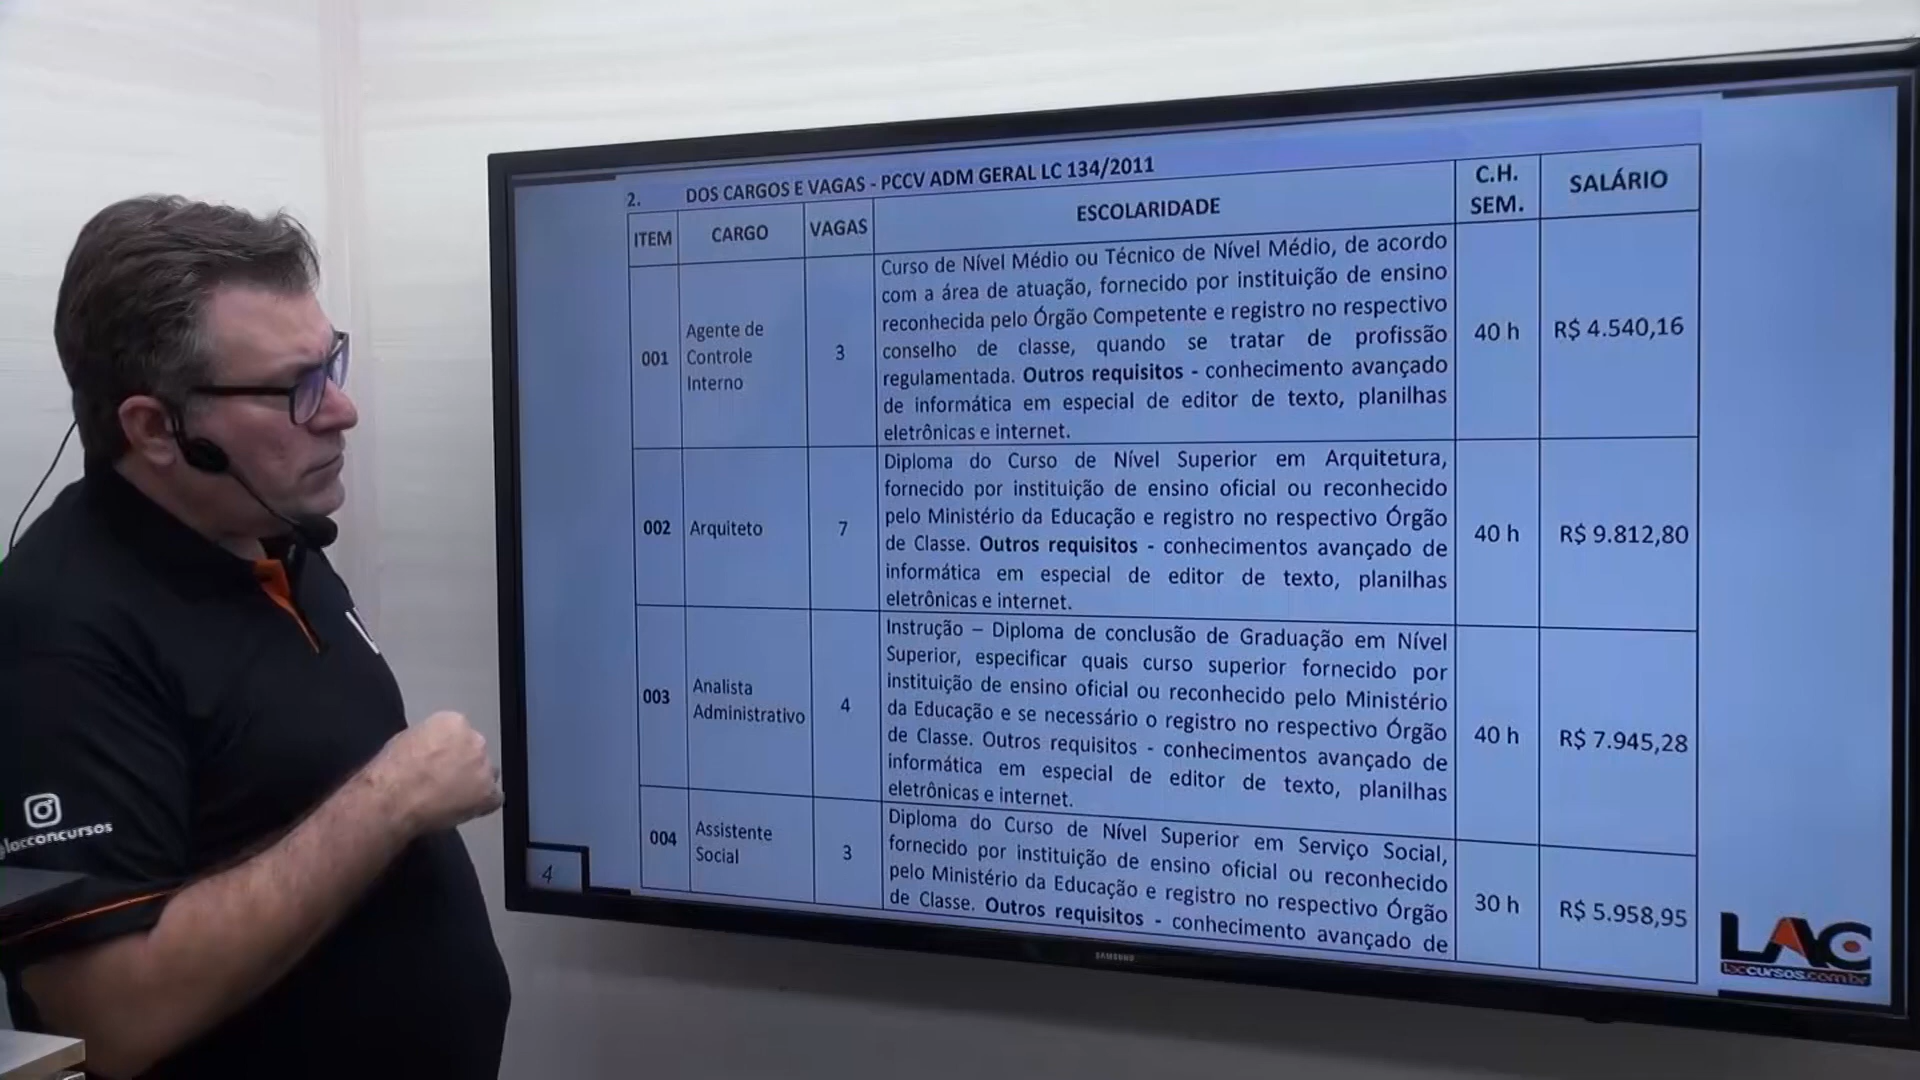 2. DOS CARGOS E VAGAS - PCCV ADM GERAL LC 134/2011
ITEM
CARGO
VAGAS
ESCOLARIDADE
C.H.
SEM.
SALÁRIO
001
Agente de
Controle
Interno
3
Curso de Nível Médio ou Técnico de Nível Médio, de acordo
com a área de atuação, fornecido por instituição de ensino
reconhecida pelo Órgão Competente e registro no respectivo
conselho de classe, quando se tratar de profissão
regulamentada. Outros requisitos - conhecimento avançado
de informática em especial de editor de texto, planilhas
eletrônicas e internet.
40 h
R$ 4.540,16
002
Arquiteto
7
Diploma do Curso de Nível Superior em Arquitetura,
fornecido por instituição de ensino oficial ou reconhecido
pelo Ministério da Educação e registro no respectivo Órgão
de Classe. Outros requisitos - conhecimentos avançado de
informática em especial de editor de texto, planilhas
eletrônicas e internet.
40 h
R$ 9.812,80
003
Analista
Administrativo
4
Instrução – Diploma de conclusão de Graduação em Nível
Superior, especificar quais curso superior fornecido por
instituição de ensino oficial ou reconhecido pelo Ministério
da Educação e se necessário o registro no respectivo Órgão
de Classe. Outros requisitos - conhecimentos avançado de
informática em especial de editor de texto, planilhas
eletrônicas e internet.
40 h
R$ 7.945,28
004
Assistente
Social
3
Diploma do Curso de Nível Superior em Serviço Social,
fornecido por instituição de ensino oficial ou reconhecido
pelo Ministério da Educação e registro no respectivo Órgão
de Classe. Outros requisitos - conhecimento avançado de
30 h
R$ 5.958,95
4
LAC
laccursos.com.br
SAMSUNG